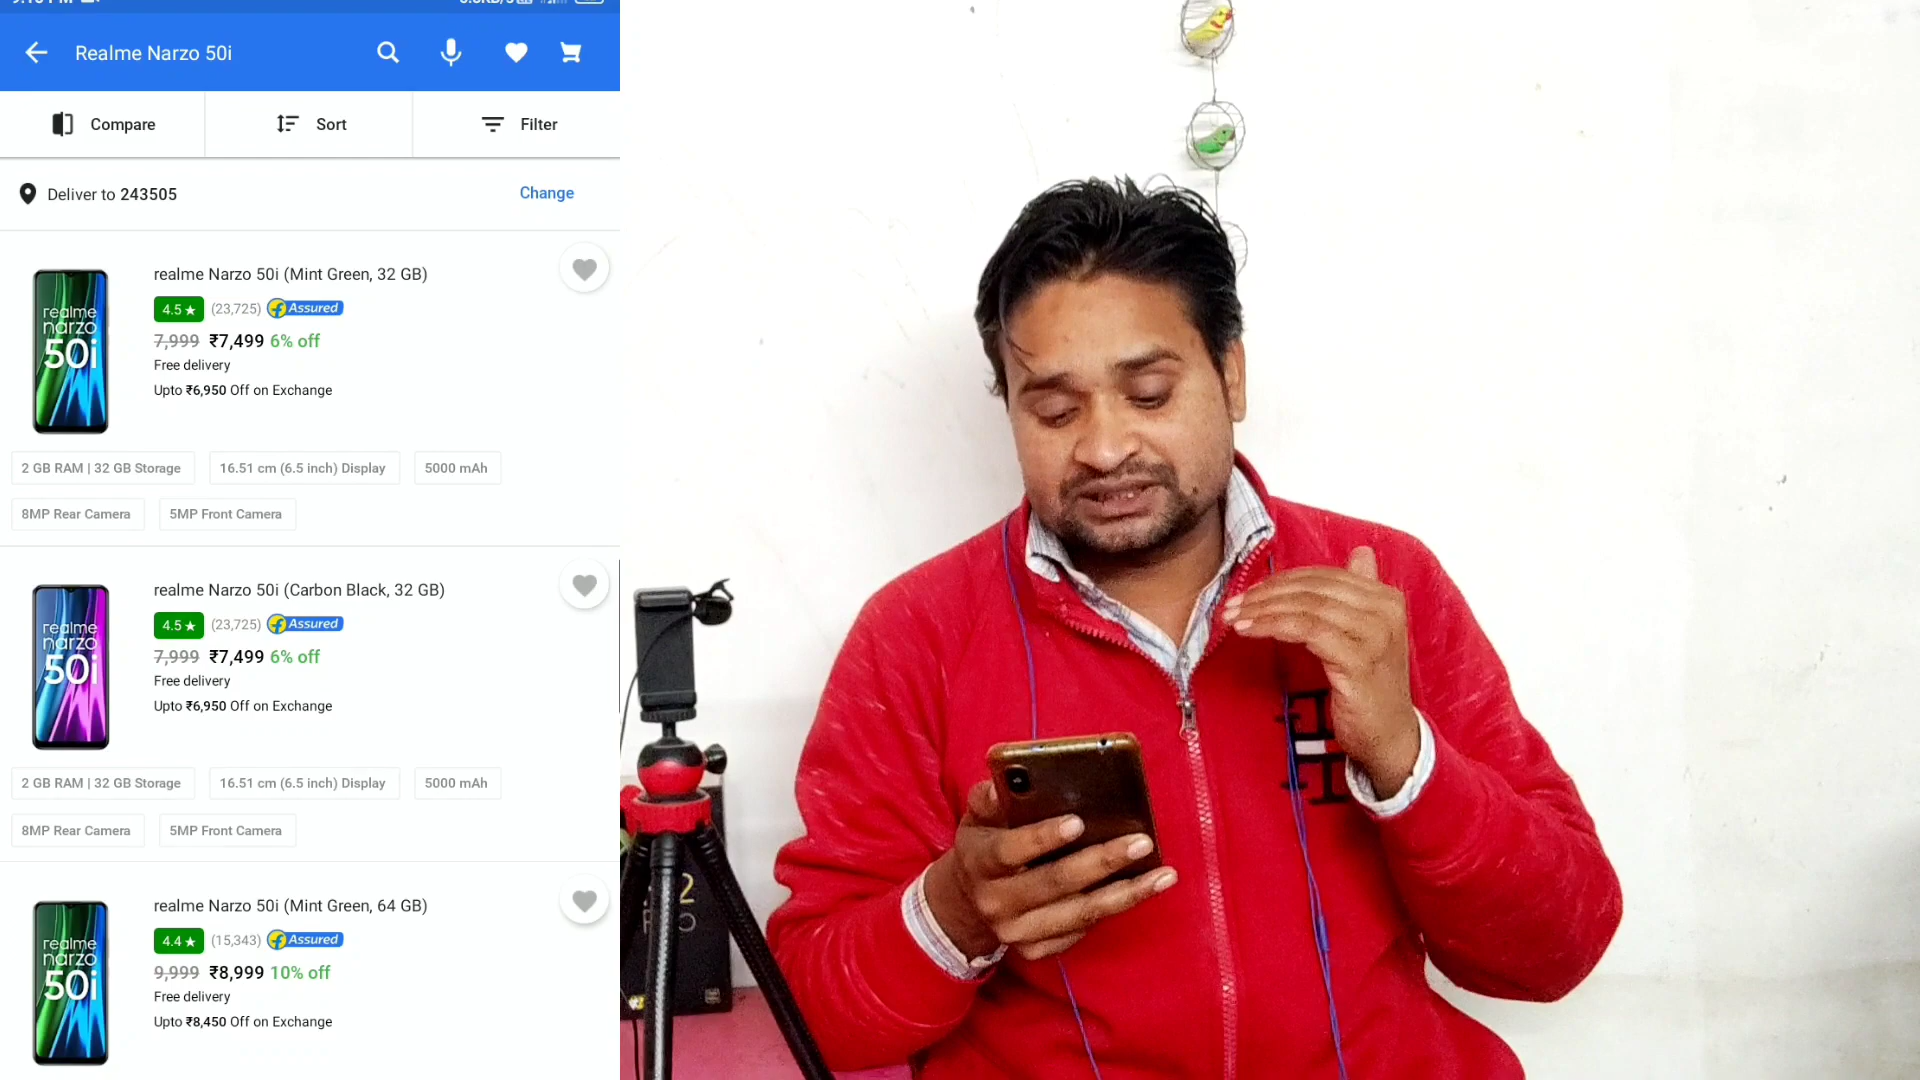 Realme Narzo 50i
Compare
Sort
Filter
Deliver to 243505
Change
realme Narzo 50i (Mint Green, 32 GB)
4.5★ (23,725) Assured
7,999 ₹7,499 6% off
Free delivery
Upto ₹6,950 Off on Exchange
realme
narzo
50i
2 GB RAM | 32 GB Storage
16.51 cm (6.5 inch) Display
5000 mAh
8MP Rear Camera
5MP Front Camera
realme Narzo 50i (Carbon Black, 32 GB)
4.5★ (23,725) Assured
7,999 ₹7,499 6% off
Free delivery
Upto ₹6,950 Off on Exchange
realme
narzo
50i
2 GB RAM | 32 GB Storage
16.51 cm (6.5 inch) Display
5000 mAh
8MP Rear Camera
5MP Front Camera
realme Narzo 50i (Mint Green, 64 GB)
4.4★ (15,343) Assured
9,999 ₹8,999 10% off
Free delivery
Upto ₹8,450 Off on Exchange
realme
narzo
50i